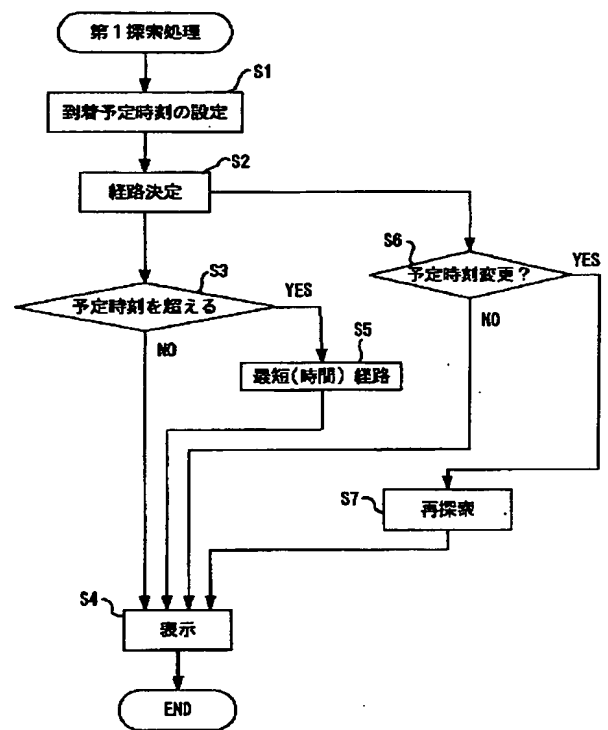 第1探索処理
S1
到着予定時刻の設定
S2
経路決定
S3
予定時刻を超える
YES
NO
S6
予定時刻変更?
YES
NO
S5
最短(時間)経路
S7
再探索
S4
表示
END